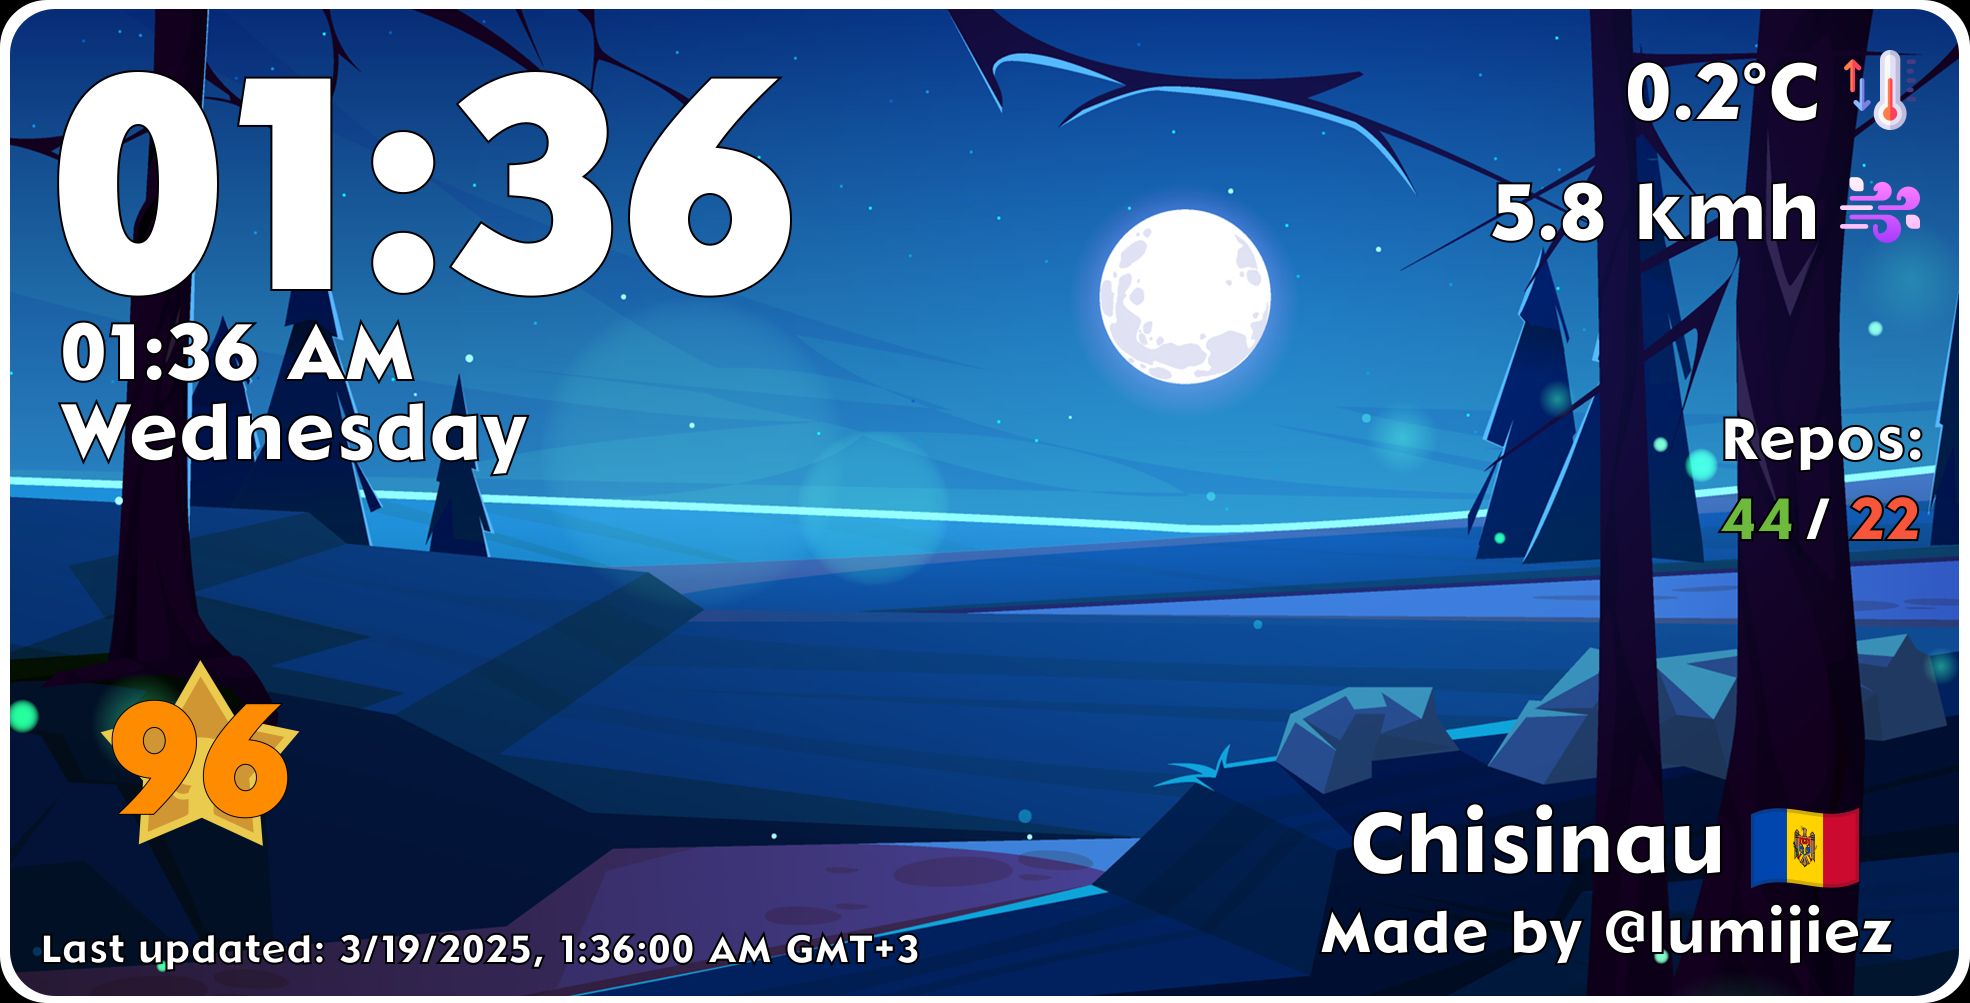 01:36
01:36 AM
Wednesday
0.2°C
5.8 kmh
Repos:
44 / 22
96
Chisinau
Made by @lumijiez
Last updated: 3/19/2025, 1:36:00 AM GMT+3